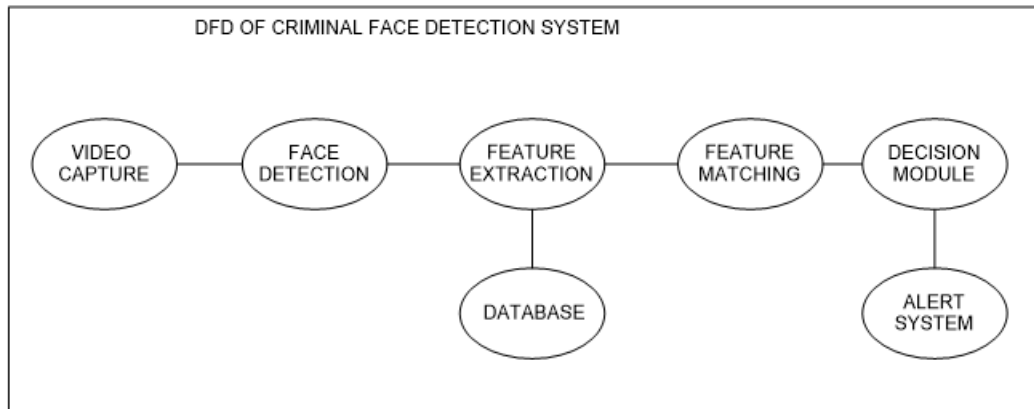 DFD OF CRIMINAL FACE DETECTION SYSTEM
VIDEO
CAPTURE
FACE
DETECTION
FEATURE
EXTRACTION
FEATURE
MATCHING
DECISION
MODULE
DATABASE
ALERT
SYSTEM